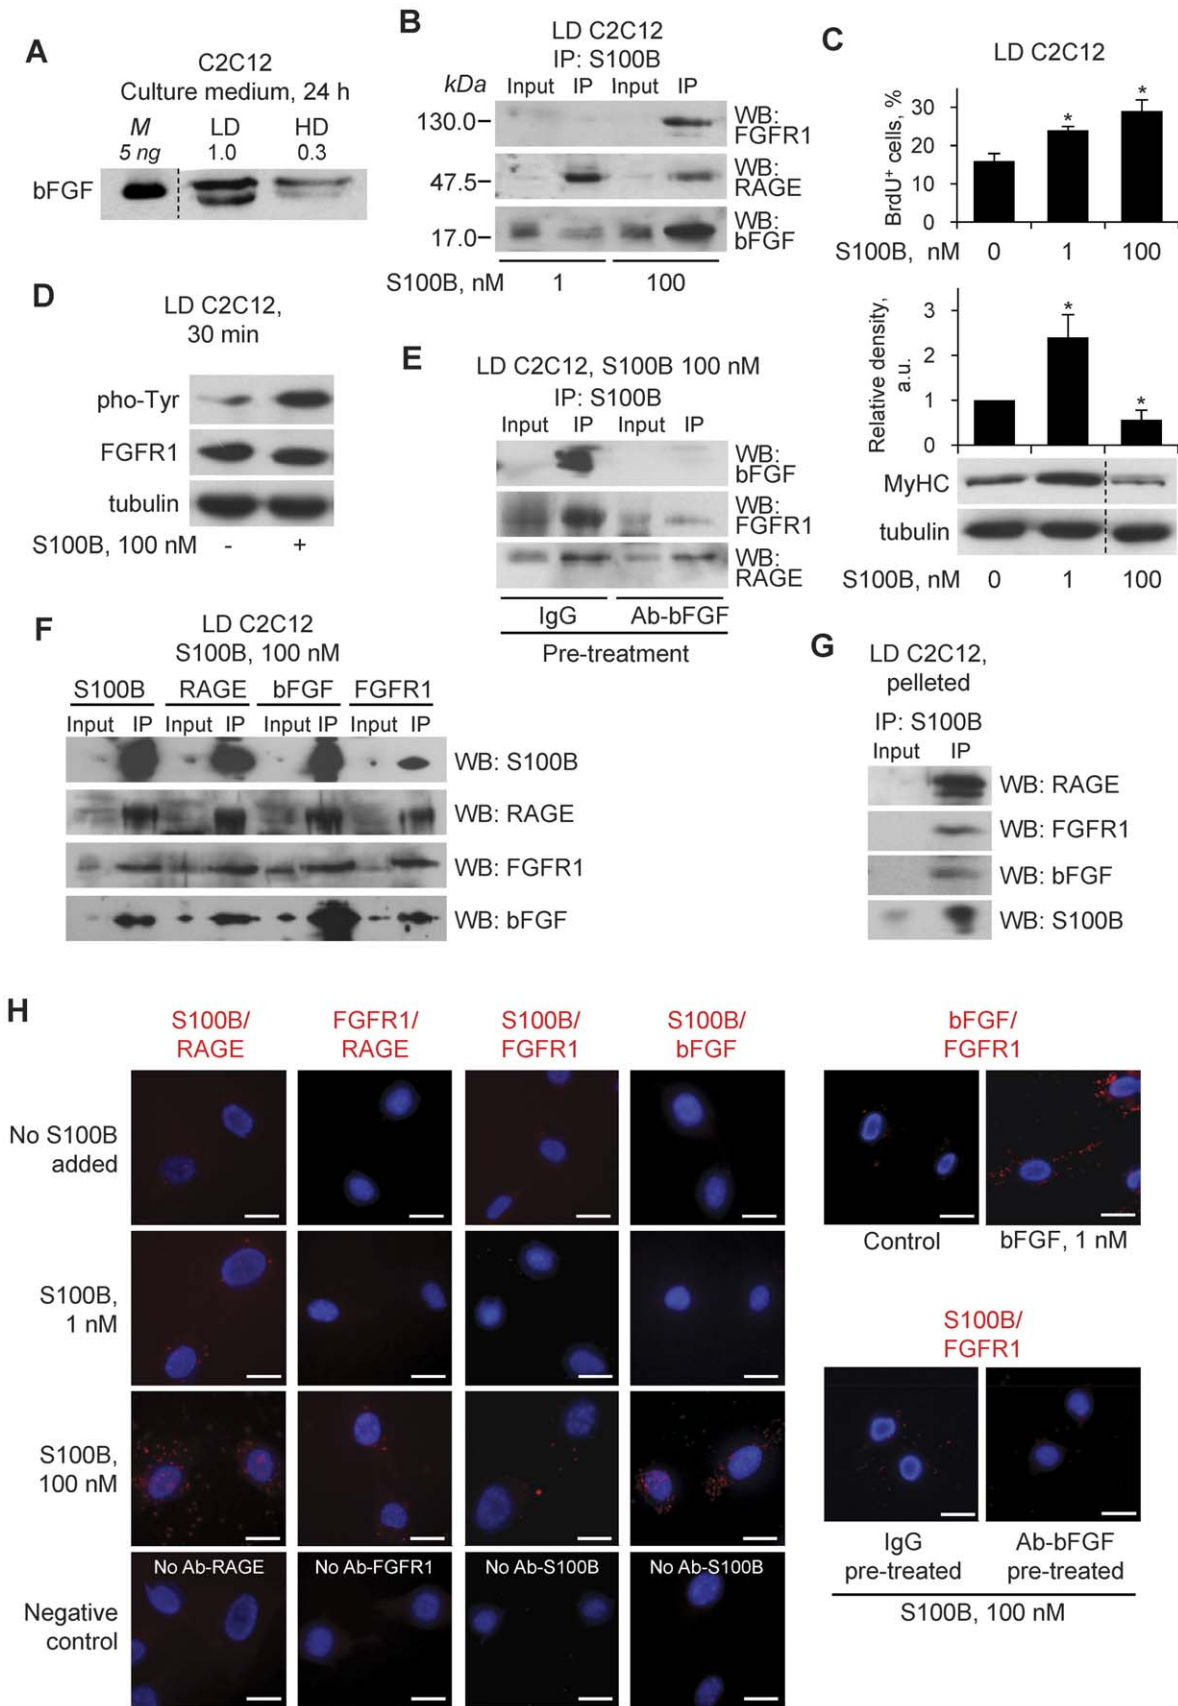 A
C2C12
Culture medium, 24 h
M LD HD
5 ng 1.0 0.3
bFGF
B
LD C2C12
IP: S100B
kDa Input IP Input IP
130.0 WB: FGFR1
47.5 WB: RAGE
17.0 WB: bFGF
S100B, nM 1 100
C
LD C2C12
BrdU+ cells, %
30
20
10
0
* *
S100B, nM 0 1 100
Relative density, a.u.
3
2
1
0
* *
MyHC
tubulin
S100B, nM 0 1 100
D
LD C2C12,
30 min
pho-Tyr
FGFR1
tubulin
S100B, 100 nM - +
E
LD C2C12, S100B 100 nM
IP: S100B
Input IP Input IP
WB: bFGF
WB: FGFR1
WB: RAGE
IgG Ab-bFGF
Pre-treatment
F
LD C2C12
S100B, 100 nM
S100B RAGE bFGF FGFR1
Input IP Input IP Input IP Input IP
WB: S100B
WB: RAGE
WB: FGFR1
WB: bFGF
G
LD C2C12,
pelleted
IP: S100B
Input IP
WB: RAGE
WB: FGFR1
WB: bFGF
WB: S100B
H
S100B/ FGFR1/ S100B/ S100B/
RAGE RAGE FGFR1 bFGF
No S100B
added
S100B,
1 nM
S100B,
100 nM
No Ab-RAGE No Ab-FGFR1 No Ab-S100B No Ab-S100B
Negative
control
bFGF/
FGFR1
Control bFGF, 1 nM
S100B/
FGFR1
IgG Ab-bFGF
pre-treated pre-treated
S100B, 100 nM